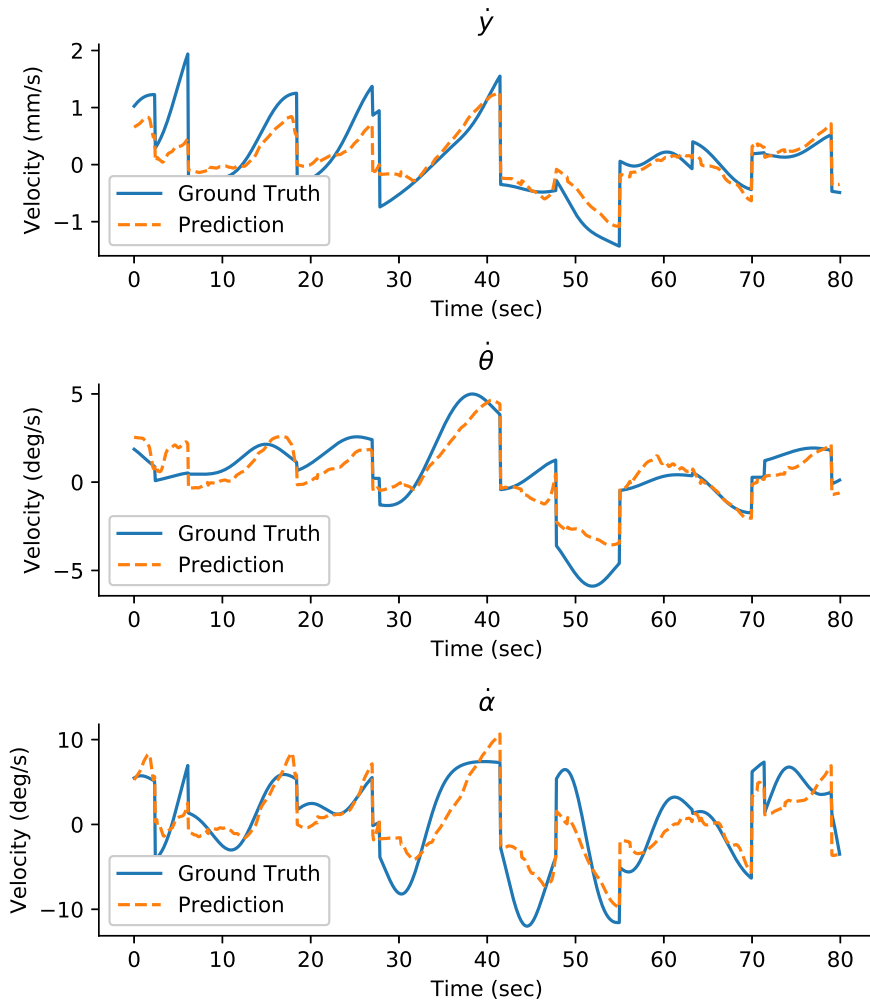 ẏ
Velocity (mm/s)
2
1
0
−1
Ground Truth
Prediction
0 10 20 30 40 50 60 70 80
Time (sec)
θ̇
Velocity (deg/s)
5
0
−5
Ground Truth
Prediction
0 10 20 30 40 50 60 70 80
Time (sec)
α̇
Velocity (deg/s)
10
0
−10
Ground Truth
Prediction
0 10 20 30 40 50 60 70 80
Time (sec)